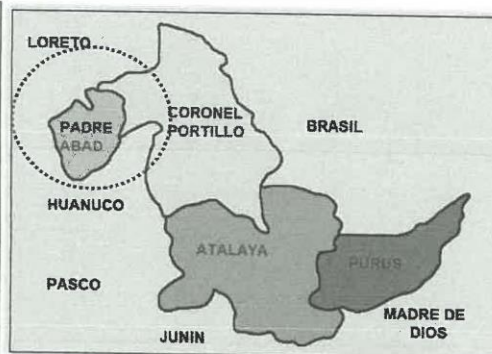 LORETO
PADRE
ABAD
CORONEL
PORTILLO
BRASIL
HUANUCO
ATALAYA
PURUS
PASCO
MADRE DE
DIOS
JUNIN